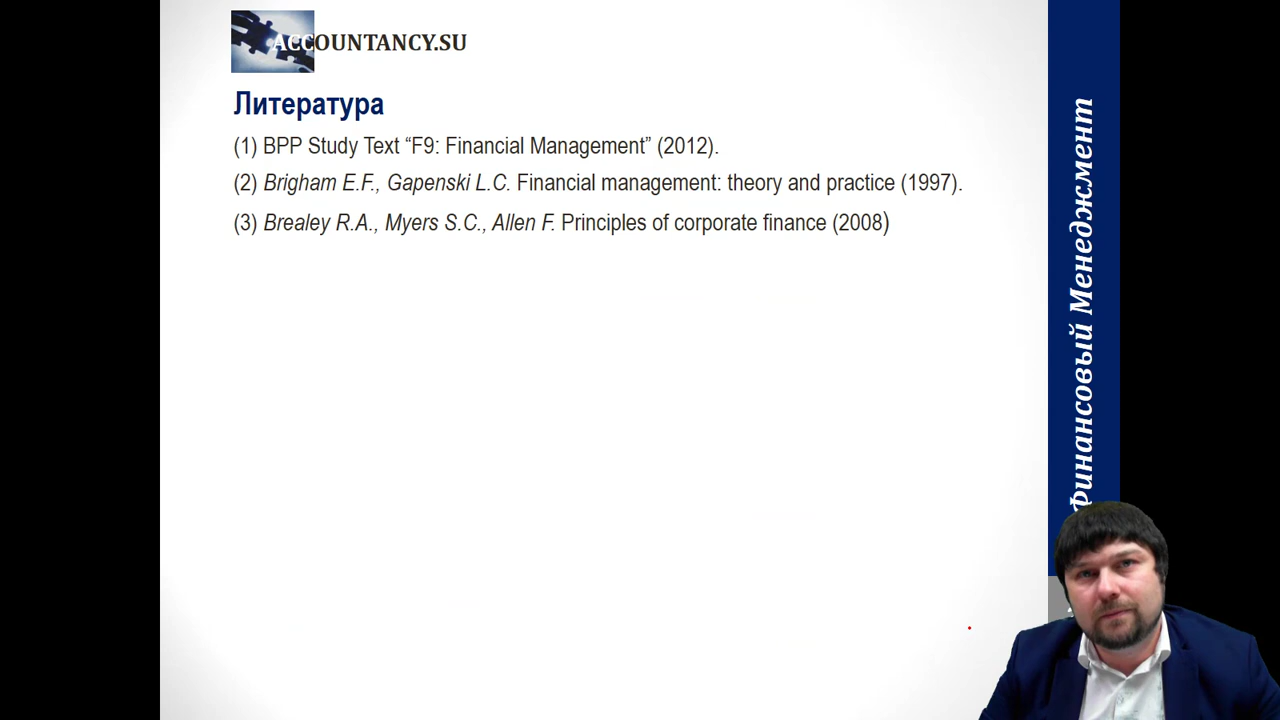 ACCOUNTANCY.SU
Литература
(1) BPP Study Text “F9: Financial Management” (2012).
(2) Brigham E.F., Gapenski L.C. Financial management: theory and practice (1997).
(3) Brealey R.A., Myers S.C., Allen F. Principles of corporate finance (2008)
Финансовый Менеджмент